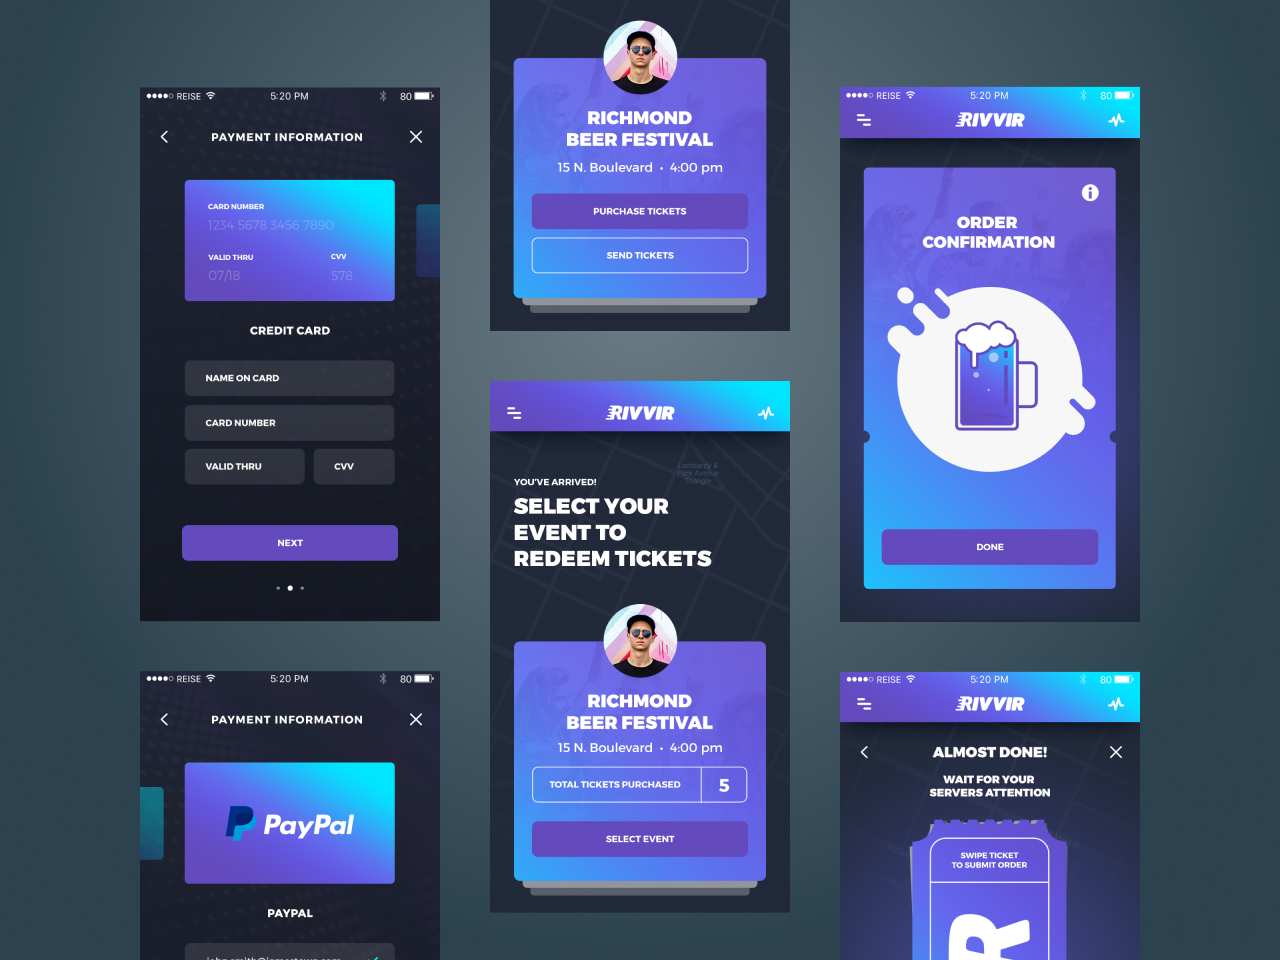 REISE
5:20 PM
80
PAYMENT INFORMATION
CARD NUMBER
1234 5678 3456 7890
VALID THRU
CVV
07/18
578
CREDIT CARD
NAME ON CARD
CARD NUMBER
VALID THRU
CVV
NEXT
REISE
5:20 PM
80
PAYMENT INFORMATION
PayPal
PAYPAL
RICHMOND
BEER FESTIVAL
15 N. Boulevard • 4:00 pm
PURCHASE TICKETS
SEND TICKETS
RIVVIR
Lombardy &
Park Avenue
Triangle
YOU'VE ARRIVED!
SELECT YOUR
EVENT TO
REDEEM TICKETS
RICHMOND
BEER FESTIVAL
15 N. Boulevard • 4:00 pm
TOTAL TICKETS PURCHASED
5
SELECT EVENT
REISE
5:20 PM
80
RIVVIR
ORDER
CONFIRMATION
DONE
REISE
5:20 PM
80
RIVVIR
ALMOST DONE!
WAIT FOR YOUR
SERVERS ATTENTION
SWIPE TICKET
TO SUBMIT ORDER
R